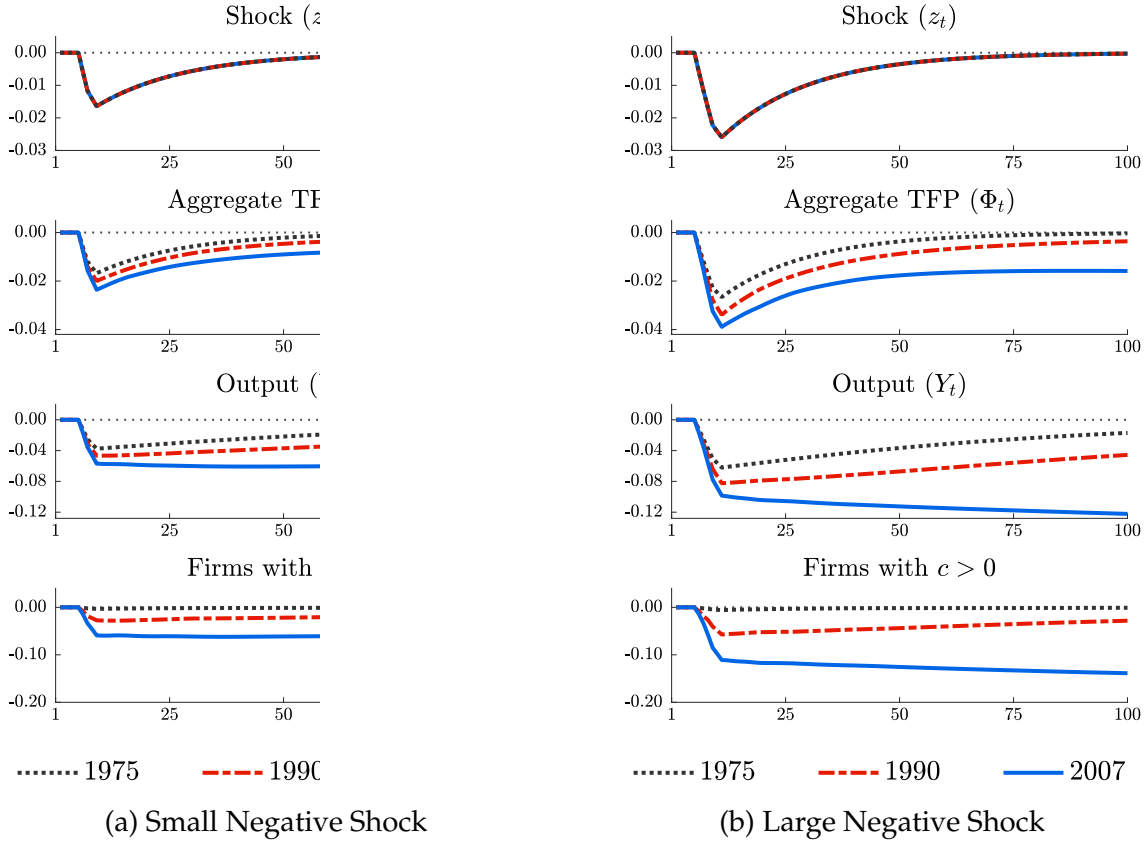 Shock (z
0.00
-0.01
-0.02
-0.03
1 25 50
Aggregate TF
0.00
-0.02
-0.04
1 25 50
Output (
0.00
-0.04
-0.08
-0.12
1 25 50
Firms with
0.00
-0.10
-0.20
1 25 50
1975 1990
(a) Small Negative Shock
Shock (z_t)
0.00
-0.01
-0.02
-0.03
1 25 50 75 100
Aggregate TFP (Φ_t)
0.00
-0.02
-0.04
1 25 50 75 100
Output (Y_t)
0.00
-0.04
-0.08
-0.12
1 25 50 75 100
Firms with c > 0
0.00
-0.10
-0.20
1 25 50 75 100
1975 1990 2007
(b) Large Negative Shock